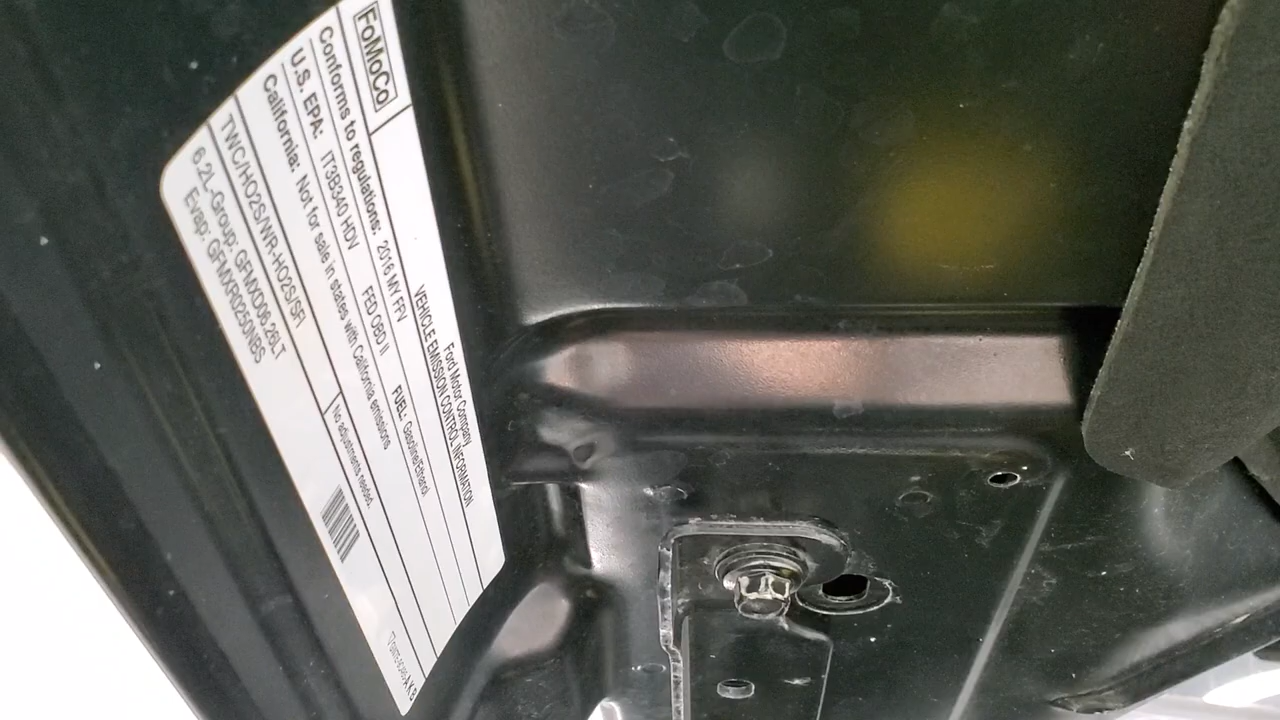 FoMoCo
Ford Motor Company
VEHICLE EMISSION CONTROL INFORMATION
Conforms to regulations: 2016 MY FFV FUEL: Gasoline/Ethanol
U.S. EPA: IT3B340 HDV FED OBD II
California: Not for sale in states with California emissions
TWC/HO2S/WR-HO2S/SFI No adjustments needed.
6.2L-Group: GFMXD06.26LT
Evap: GFMXR0250NBS